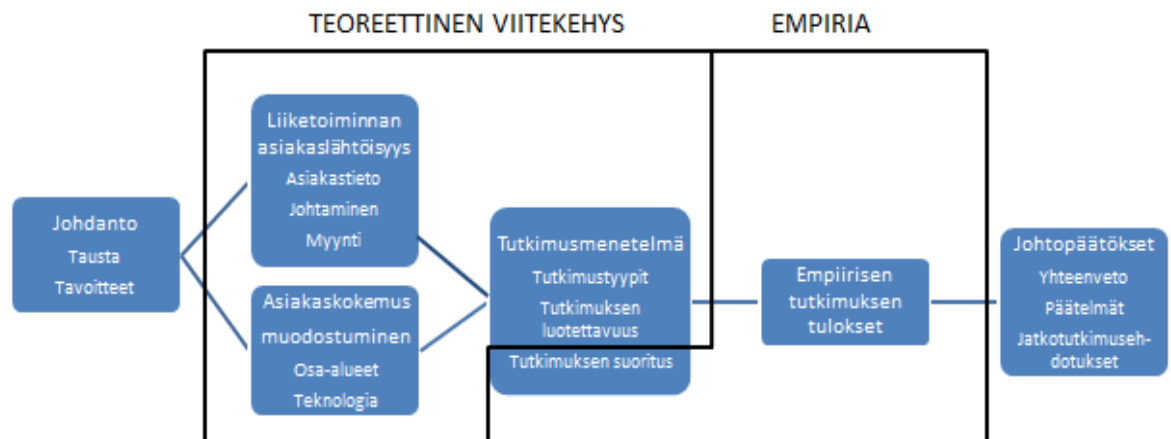 TEOREETTINEN VIITEKEHYS
EMPIRIA
Johdanto
Tausta
Tavoitteet
Liiketoiminnan
asiakaslähtöisyys
Asiakastieto
Johtaminen
Myynti
Asiakaskokemus
muodostuminen
Osa-alueet
Teknologia
Tutkimusmenetelmä
Tutkimustyypit
Tutkimuksen
luotettavuus
Tutkimuksen suoritus
Empiirisen
tutkimuksen
tulokset
Johtopäätökset
Yhteenveto
Päätelmät
Jatkotutkimuseh-
dotukset